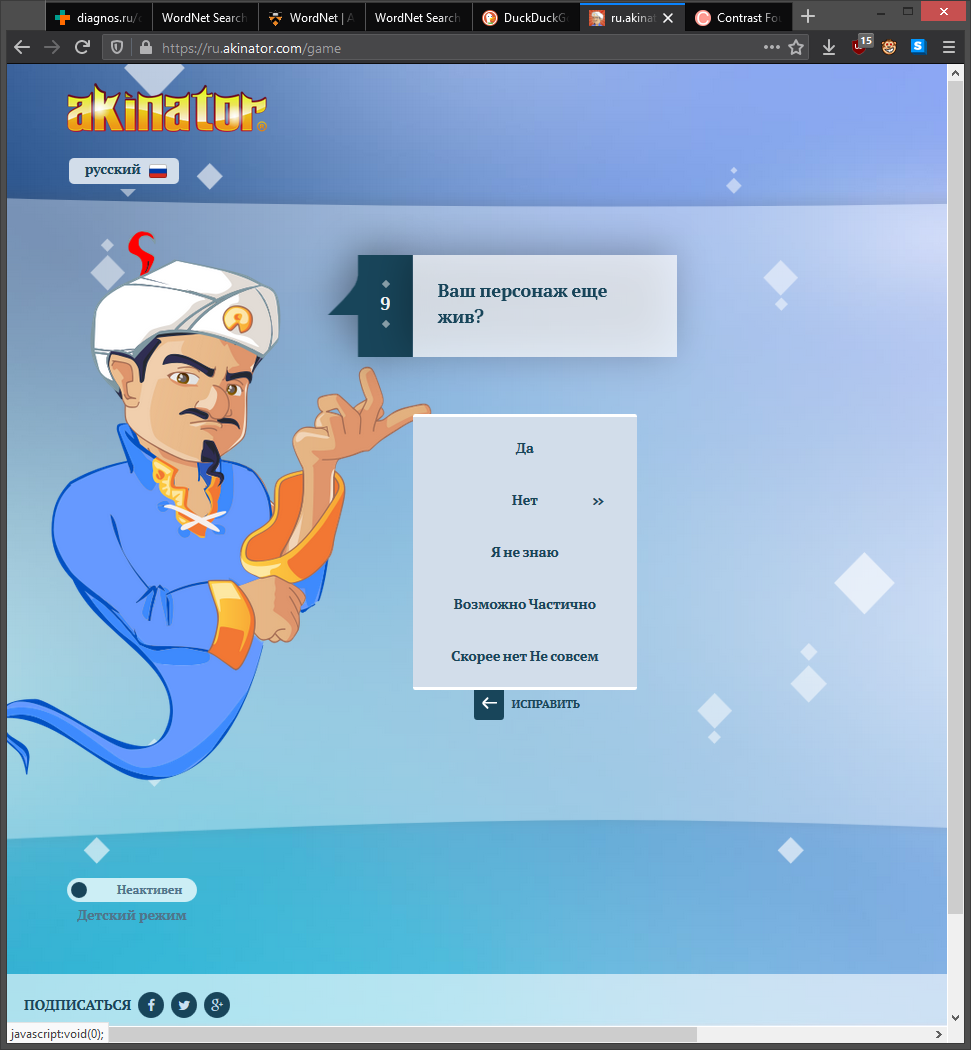 diagnos.ru/
WordNet Search
WordNet |
WordNet Search
DuckDuckG
ru.akinat
Contrast Fo
https://ru.akinator.com/game
15
S
akinator®
русский
9
Ваш персонаж еще
жив?
Да
Нет »
Я не знаю
Возможно Частично
Скорее нет Не совсем
ИСПРАВИТЬ
Неактивен
Детский режим
ПОДПИСАТЬСЯ f g+
javascript:void(0);